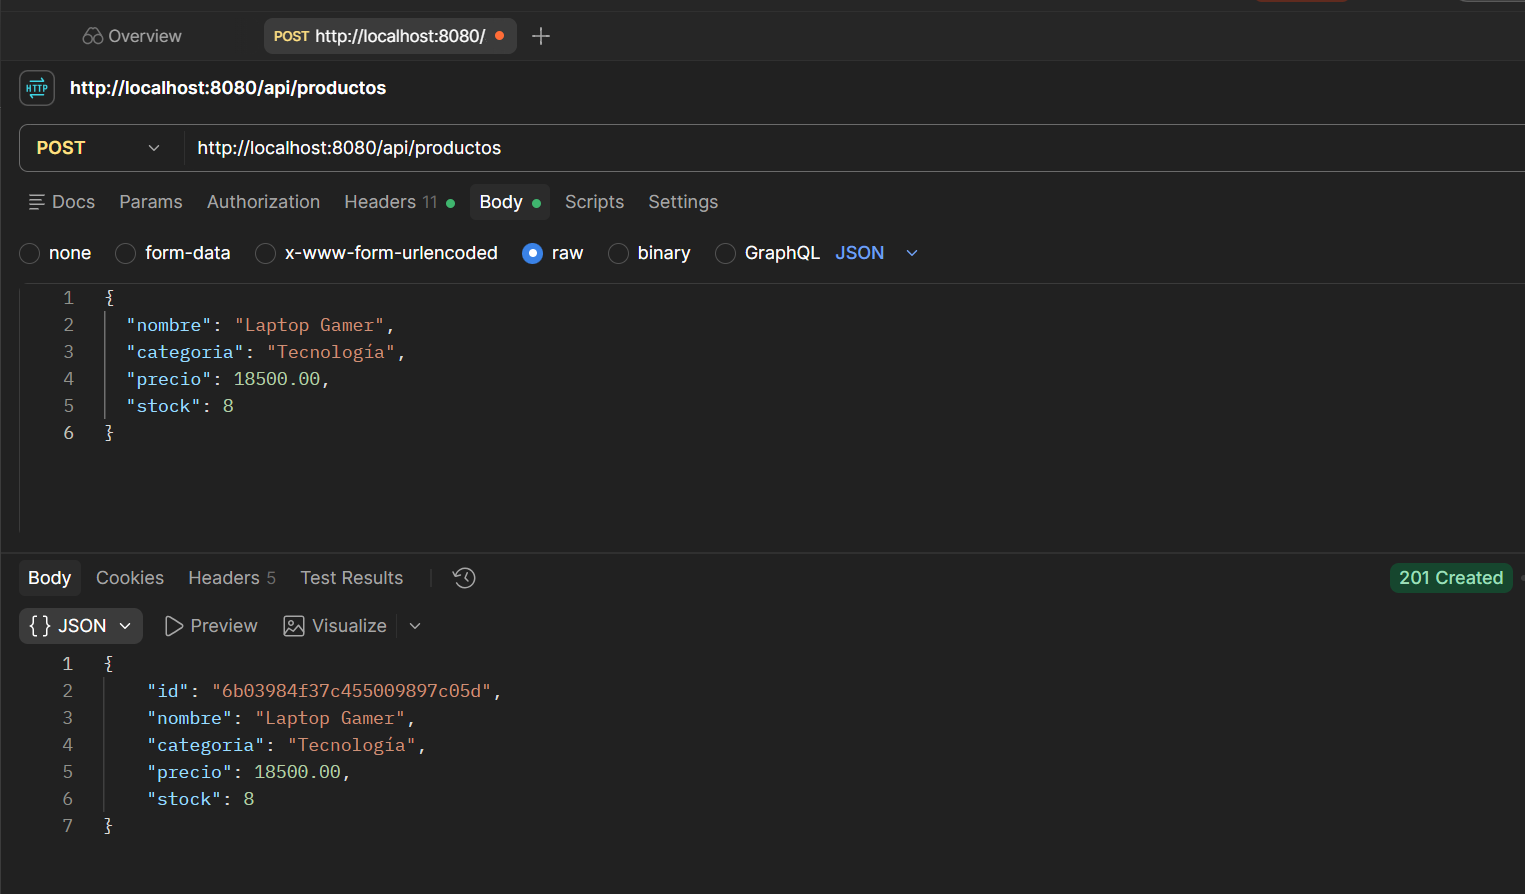 Overview POST http://localhost:8080/
HTTP http://localhost:8080/api/productos
POST http://localhost:8080/api/productos
Docs Params Authorization Headers 11 Body Scripts Settings
none form-data x-www-form-urlencoded raw binary GraphQL JSON
1 {
2 "nombre": "Laptop Gamer",
3 "categoria": "Tecnología",
4 "precio": 18500.00,
5 "stock": 8
6 }
Body Cookies Headers 5 Test Results 201 Created
{} JSON Preview Visualize
1 {
2 "id": "6b03984f37c455009897c05d",
3 "nombre": "Laptop Gamer",
4 "categoria": "Tecnología",
5 "precio": 18500.00,
6 "stock": 8
7 }